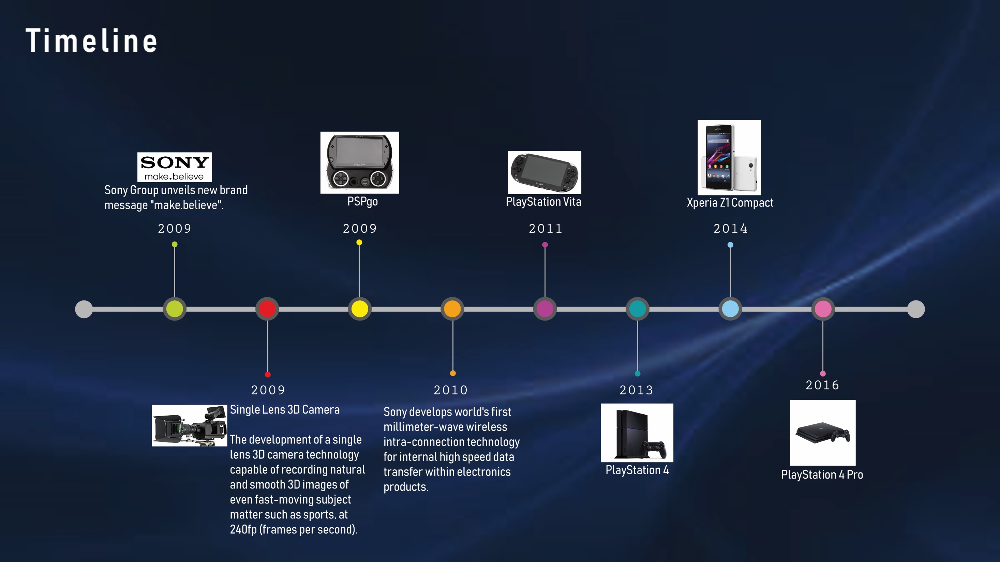 Timeline
SONY
make.believe
Sony Group unveils new brand
message "make.believe".
2009
PSP
PSPgo
2009
PSVITA
PlayStation Vita
2011
SONY
Xperia Z1 Compact
2014
2009
Single Lens 3D Camera
The development of a single
lens 3D camera technology
capable of recording natural
and smooth 3D images of
even fast-moving subject
matter such as sports, at
240fp (frames per second).
2010
Sony develops world's first
millimeter-wave wireless
intra-connection technology
for internal high speed data
transfer within electronics
products.
2013
PlayStation 4
2016
PlayStation 4 Pro